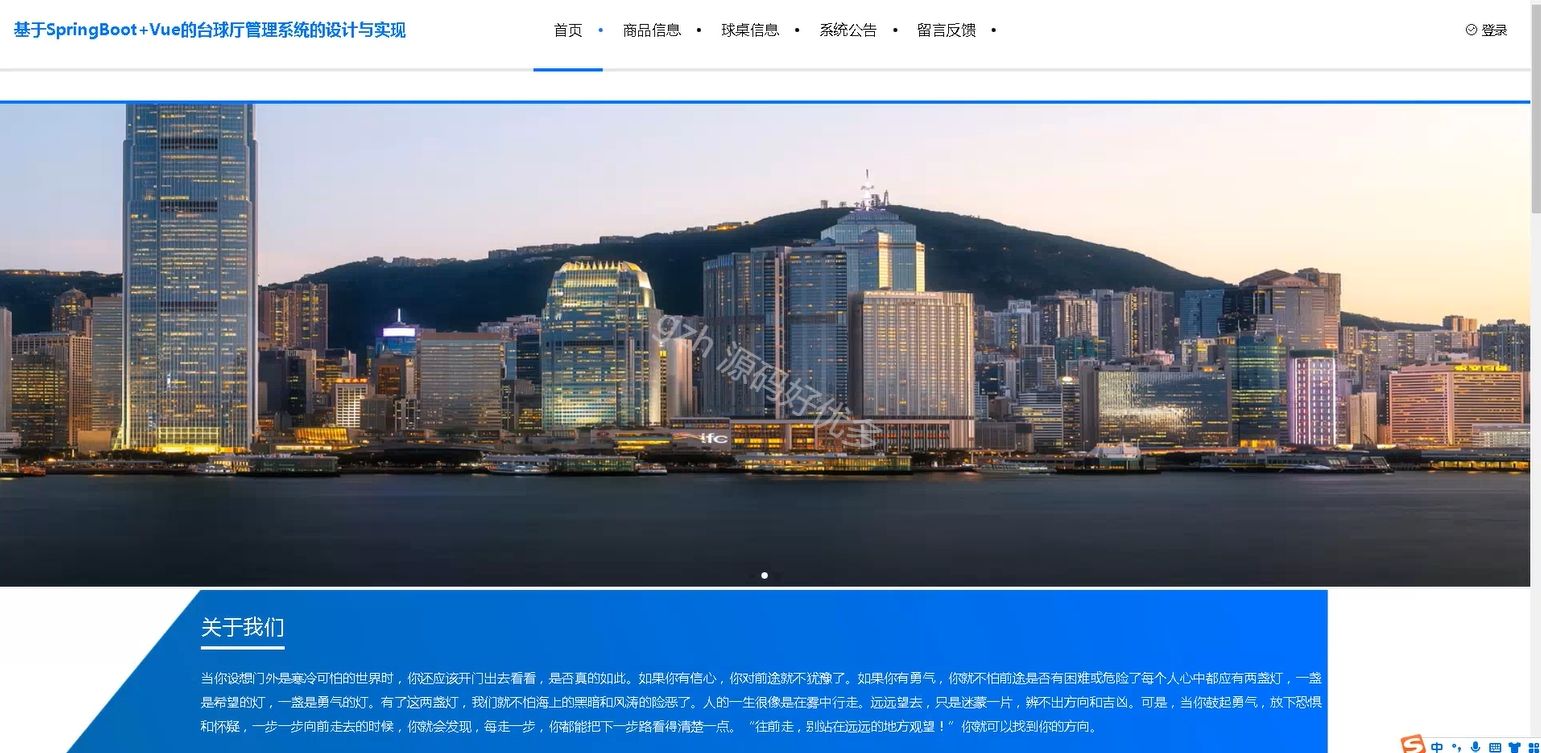 基于SpringBoot+Vue的台球厅管理系统的设计与实现
首页 • 商品信息 • 球桌信息 • 系统公告 • 留言反馈 •
登录
gzh 源码好优多
ifc
关于我们
当你设想门外是寒冷可怕的世界时，你还应该开门出去看看，是否真的如此。如果你有信心，你对前途就不犹豫了。如果你有勇气，你就不怕前途是否有困难或危险了每个人心中都应有两盏灯，一盏
是希望的灯，一盏是勇气的灯。有了这两盏灯，我们就不怕海上的黑暗和风涛的险恶了。人的一生很像是在雾中行走。远远望去，只是迷蒙一片，辨不出方向和吉凶。可是，当你鼓起勇气，放下恐惧
和怀疑，一步一步向前走去的时候，你就会发现，每走一步，你都能把下一步路看得清楚一点。“往前走，别站在远远的地方观望！”你就可以找到你的方向。
中